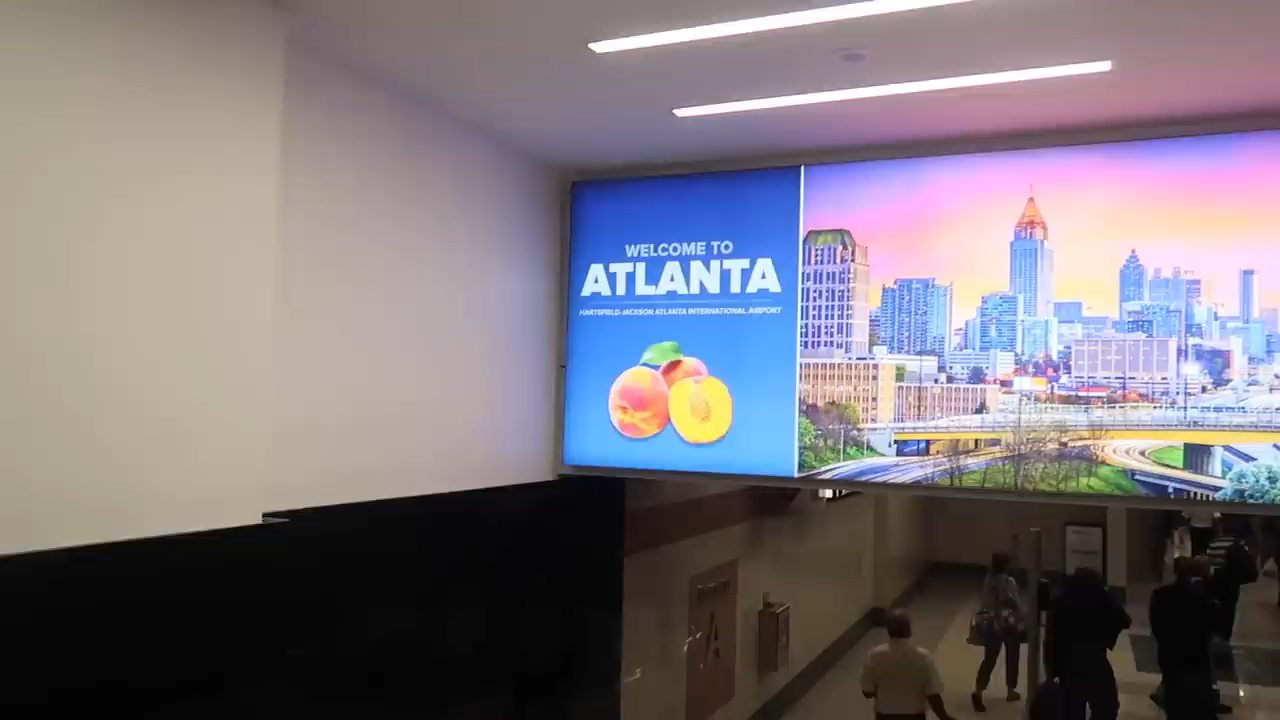 WELCOME TO
ATLANTA
HARTSFIELD-JACKSON ATLANTA INTERNATIONAL AIRPORT
A